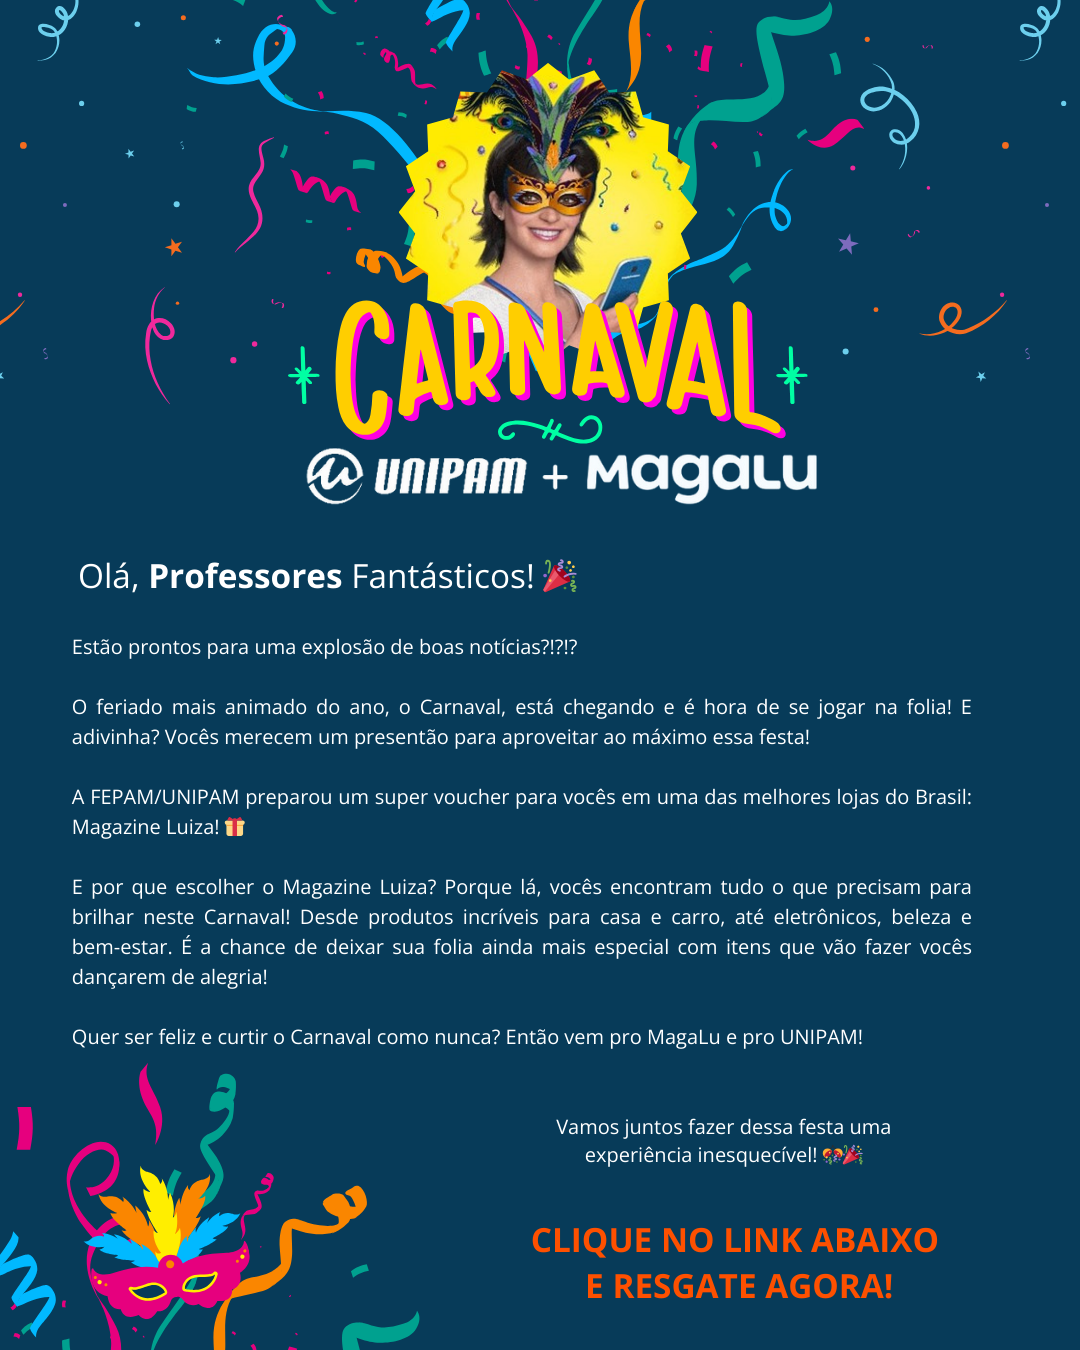 CARNAVAL
UNIPAM + MagaLu
Olá, Professores Fantásticos! 🎉
Estão prontos para uma explosão de boas notícias?!?!?
O feriado mais animado do ano, o Carnaval, está chegando e é hora de se jogar na folia! E
adivinha? Vocês merecem um presentão para aproveitar ao máximo essa festa!
A FEPAM/UNIPAM preparou um super voucher para vocês em uma das melhores lojas do Brasil:
Magazine Luiza! 🎁
E por que escolher o Magazine Luiza? Porque lá, vocês encontram tudo o que precisam para
brilhar neste Carnaval! Desde produtos incríveis para casa e carro, até eletrônicos, beleza e
bem-estar. É a chance de deixar sua folia ainda mais especial com itens que vão fazer vocês
dançarem de alegria!
Quer ser feliz e curtir o Carnaval como nunca? Então vem pro MagaLu e pro UNIPAM!
Vamos juntos fazer dessa festa uma
experiência inesquecível! 🎊🎉
CLIQUE NO LINK ABAIXO
E RESGATE AGORA!